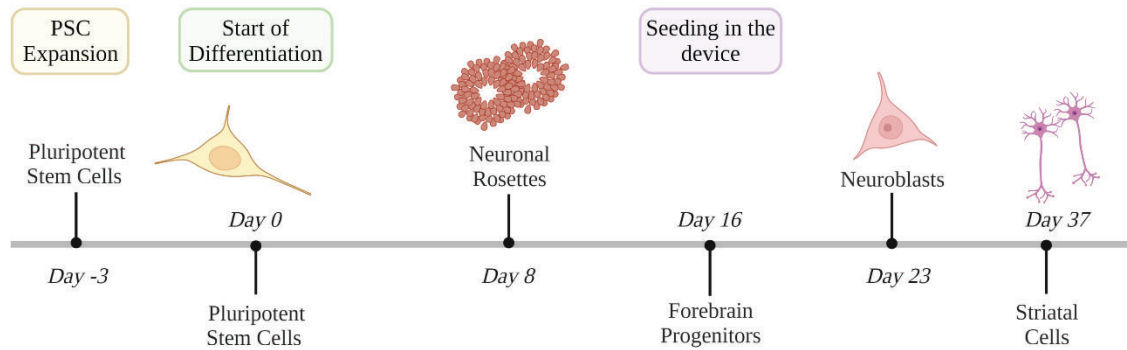 PSC
Expansion
Start of
Differentiation
Seeding in the
device
Pluripotent
Stem Cells
Neuronal
Rosettes
Neuroblasts
Day 0
Day 16
Day 37
Day -3
Day 8
Day 23
Pluripotent
Stem Cells
Forebrain
Progenitors
Striatal
Cells